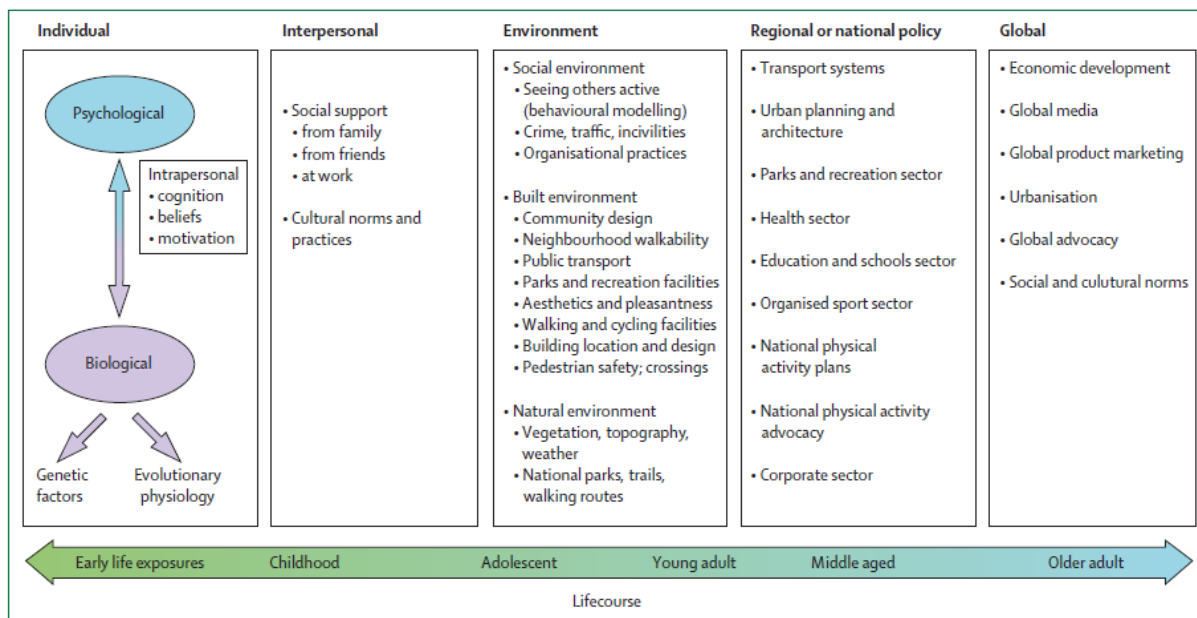 Individual
Psychological
Intrapersonal
• cognition
• beliefs
• motivation
Biological
Genetic
factors
Evolutionary
physiology
Interpersonal
• Social support
• from family
• from friends
• at work
• Cultural norms and
practices
Environment
• Social environment
• Seeing others active
(behavioural modelling)
• Crime, traffic, incivilities
• Organisational practices
• Built environment
• Community design
• Neighbourhood walkability
• Public transport
• Parks and recreation facilities
• Aesthetics and pleasantness
• Walking and cycling facilities
• Building location and design
• Pedestrian safety; crossings
• Natural environment
• Vegetation, topography,
weather
• National parks, trails,
walking routes
Regional or national policy
• Transport systems
• Urban planning and
architecture
• Parks and recreation sector
• Health sector
• Education and schools sector
• Organised sport sector
• National physical
activity plans
• National physical activity
advocacy
• Corporate sector
Global
• Economic development
• Global media
• Global product marketing
• Urbanisation
• Global advocacy
• Social and culutural norms
Early life exposures
Childhood
Adolescent
Young adult
Middle aged
Older adult
Lifecourse